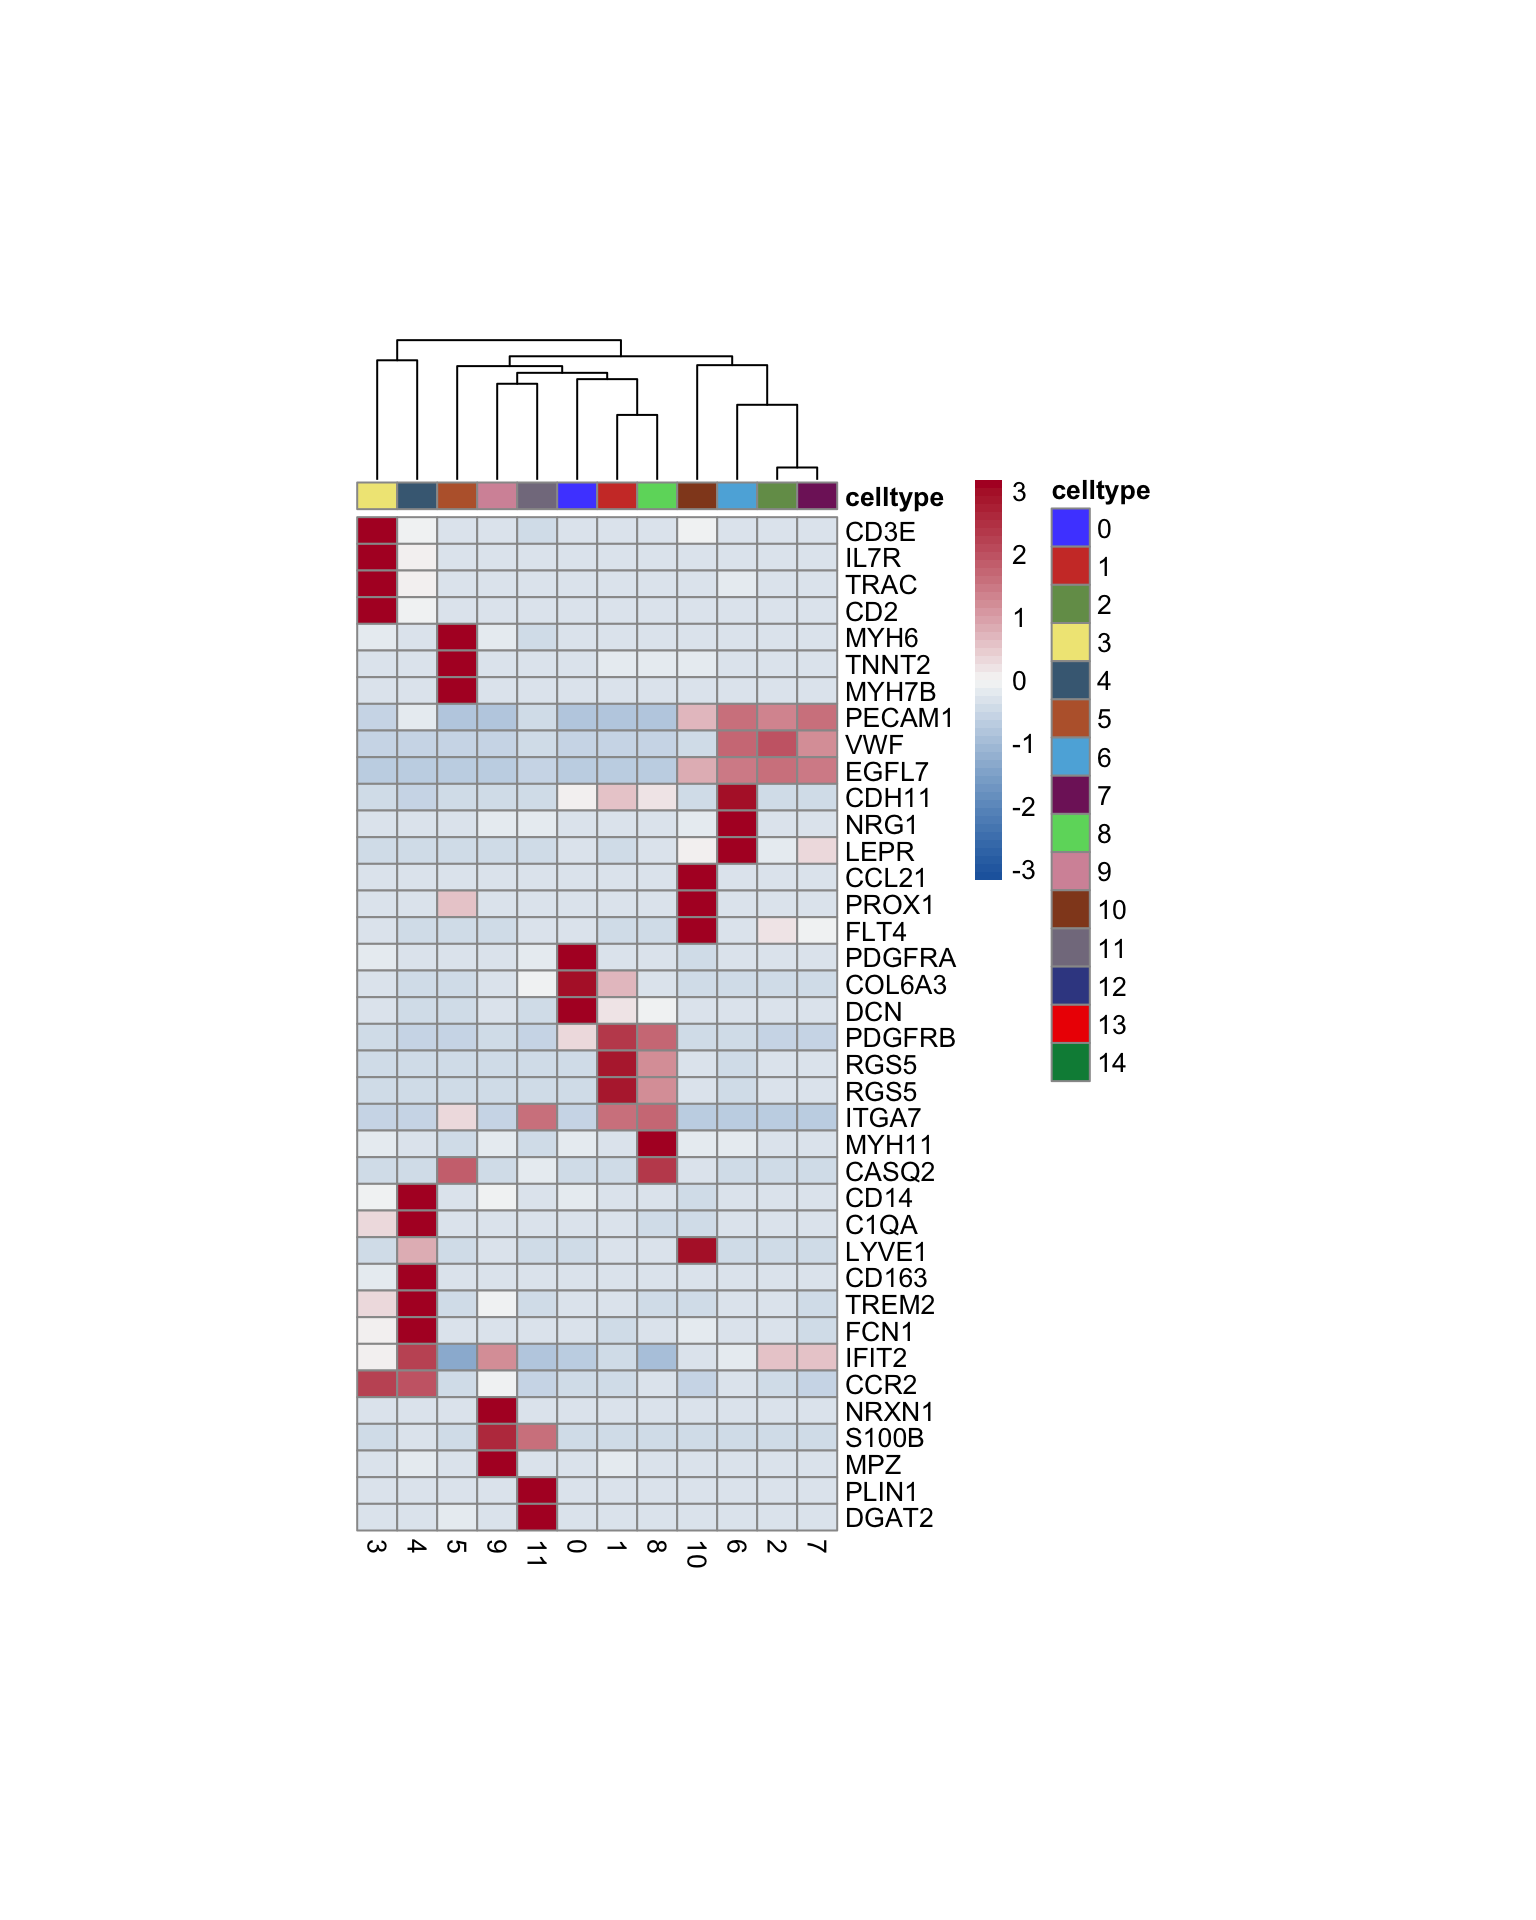 celltype
CD3E
IL7R
TRAC
CD2
MYH6
TNNT2
MYH7B
PECAM1
VWF
EGFL7
CDH11
NRG1
LEPR
CCL21
PROX1
FLT4
PDGFRA
COL6A3
DCN
PDGFRB
RGS5
RGS5
ITGA7
MYH11
CASQ2
CD14
C1QA
LYVE1
CD163
TREM2
FCN1
IFIT2
CCR2
NRXN1
S100B
MPZ
PLIN1
DGAT2
3 4 5 9 11 0 1 8 10 6 2 7
3
2
1
0
-1
-2
-3
celltype
0
1
2
3
4
5
6
7
8
9
10
11
12
13
14